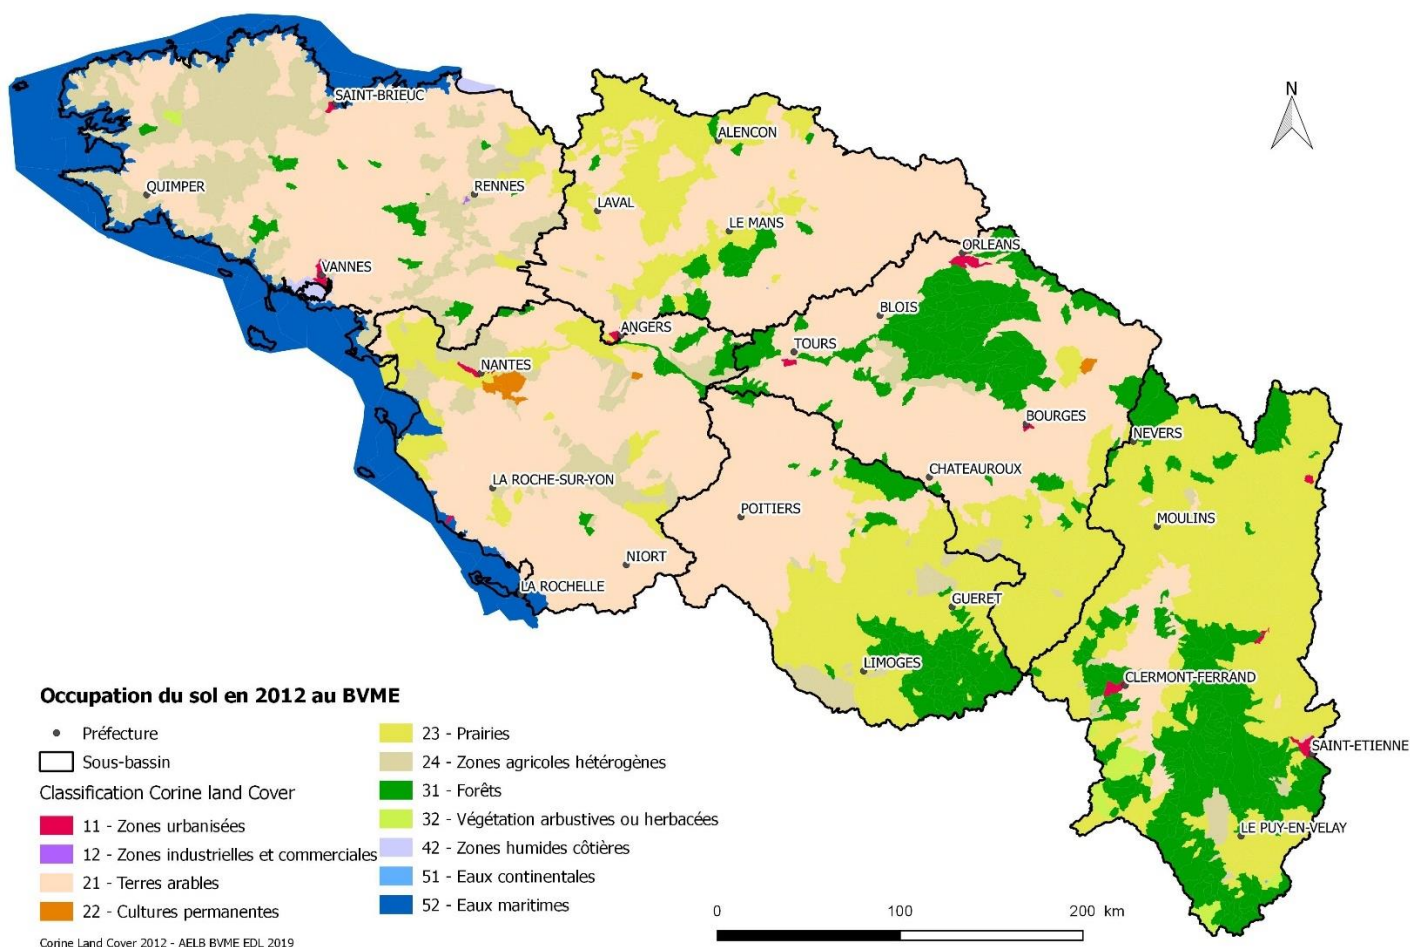 N
SAINT-BRIEUC
ALENCON
QUIMPER
RENNES
LAVAL
LE MANS
ORLEANS
VANNES
BLOIS
ANGERS
TOURS
NANTES
BOURGES
NEVERS
CHATEAUROUX
LA ROCHE-SUR-YON
POITIERS
MOULINS
NIORT
LA ROCHELLE
GUERET
LIMOGES
CLERMONT-FERRAND
SAINT-ETIENNE
LE PUY-EN-VELAY
Occupation du sol en 2012 au BVME
Préfecture
Sous-bassin
Classification Corine land Cover
11 - Zones urbanisées
12 - Zones industrielles et commerciales
21 - Terres arables
22 - Cultures permanentes
23 - Prairies
24 - Zones agricoles hétérogènes
31 - Forêts
32 - Végétation arbustives ou herbacées
42 - Zones humides côtières
51 - Eaux continentales
52 - Eaux maritimes
0 100 200 km
Corine Land Cover 2012 - AELB BVME EDL 2019